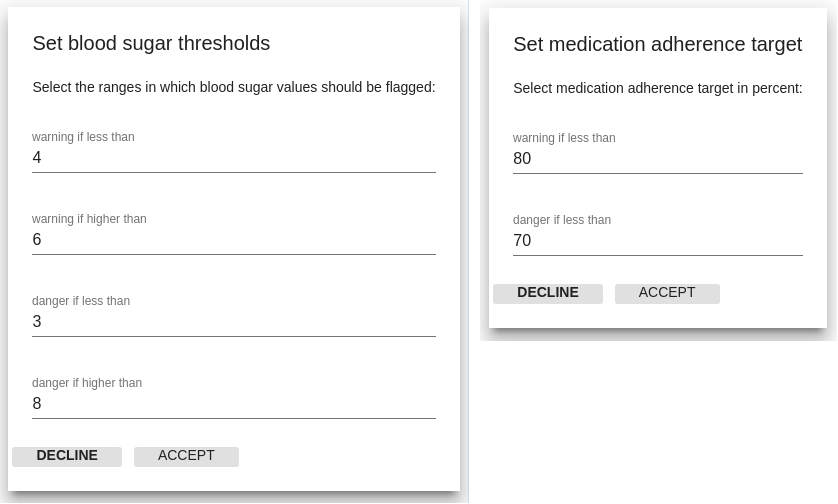 Set blood sugar thresholds
Select the ranges in which blood sugar values should be flagged:
warning if less than
4
warning if higher than
6
danger if less than
3
danger if higher than
8
DECLINE ACCEPT
Set medication adherence target
Select medication adherence target in percent:
warning if less than
80
danger if less than
70
DECLINE ACCEPT